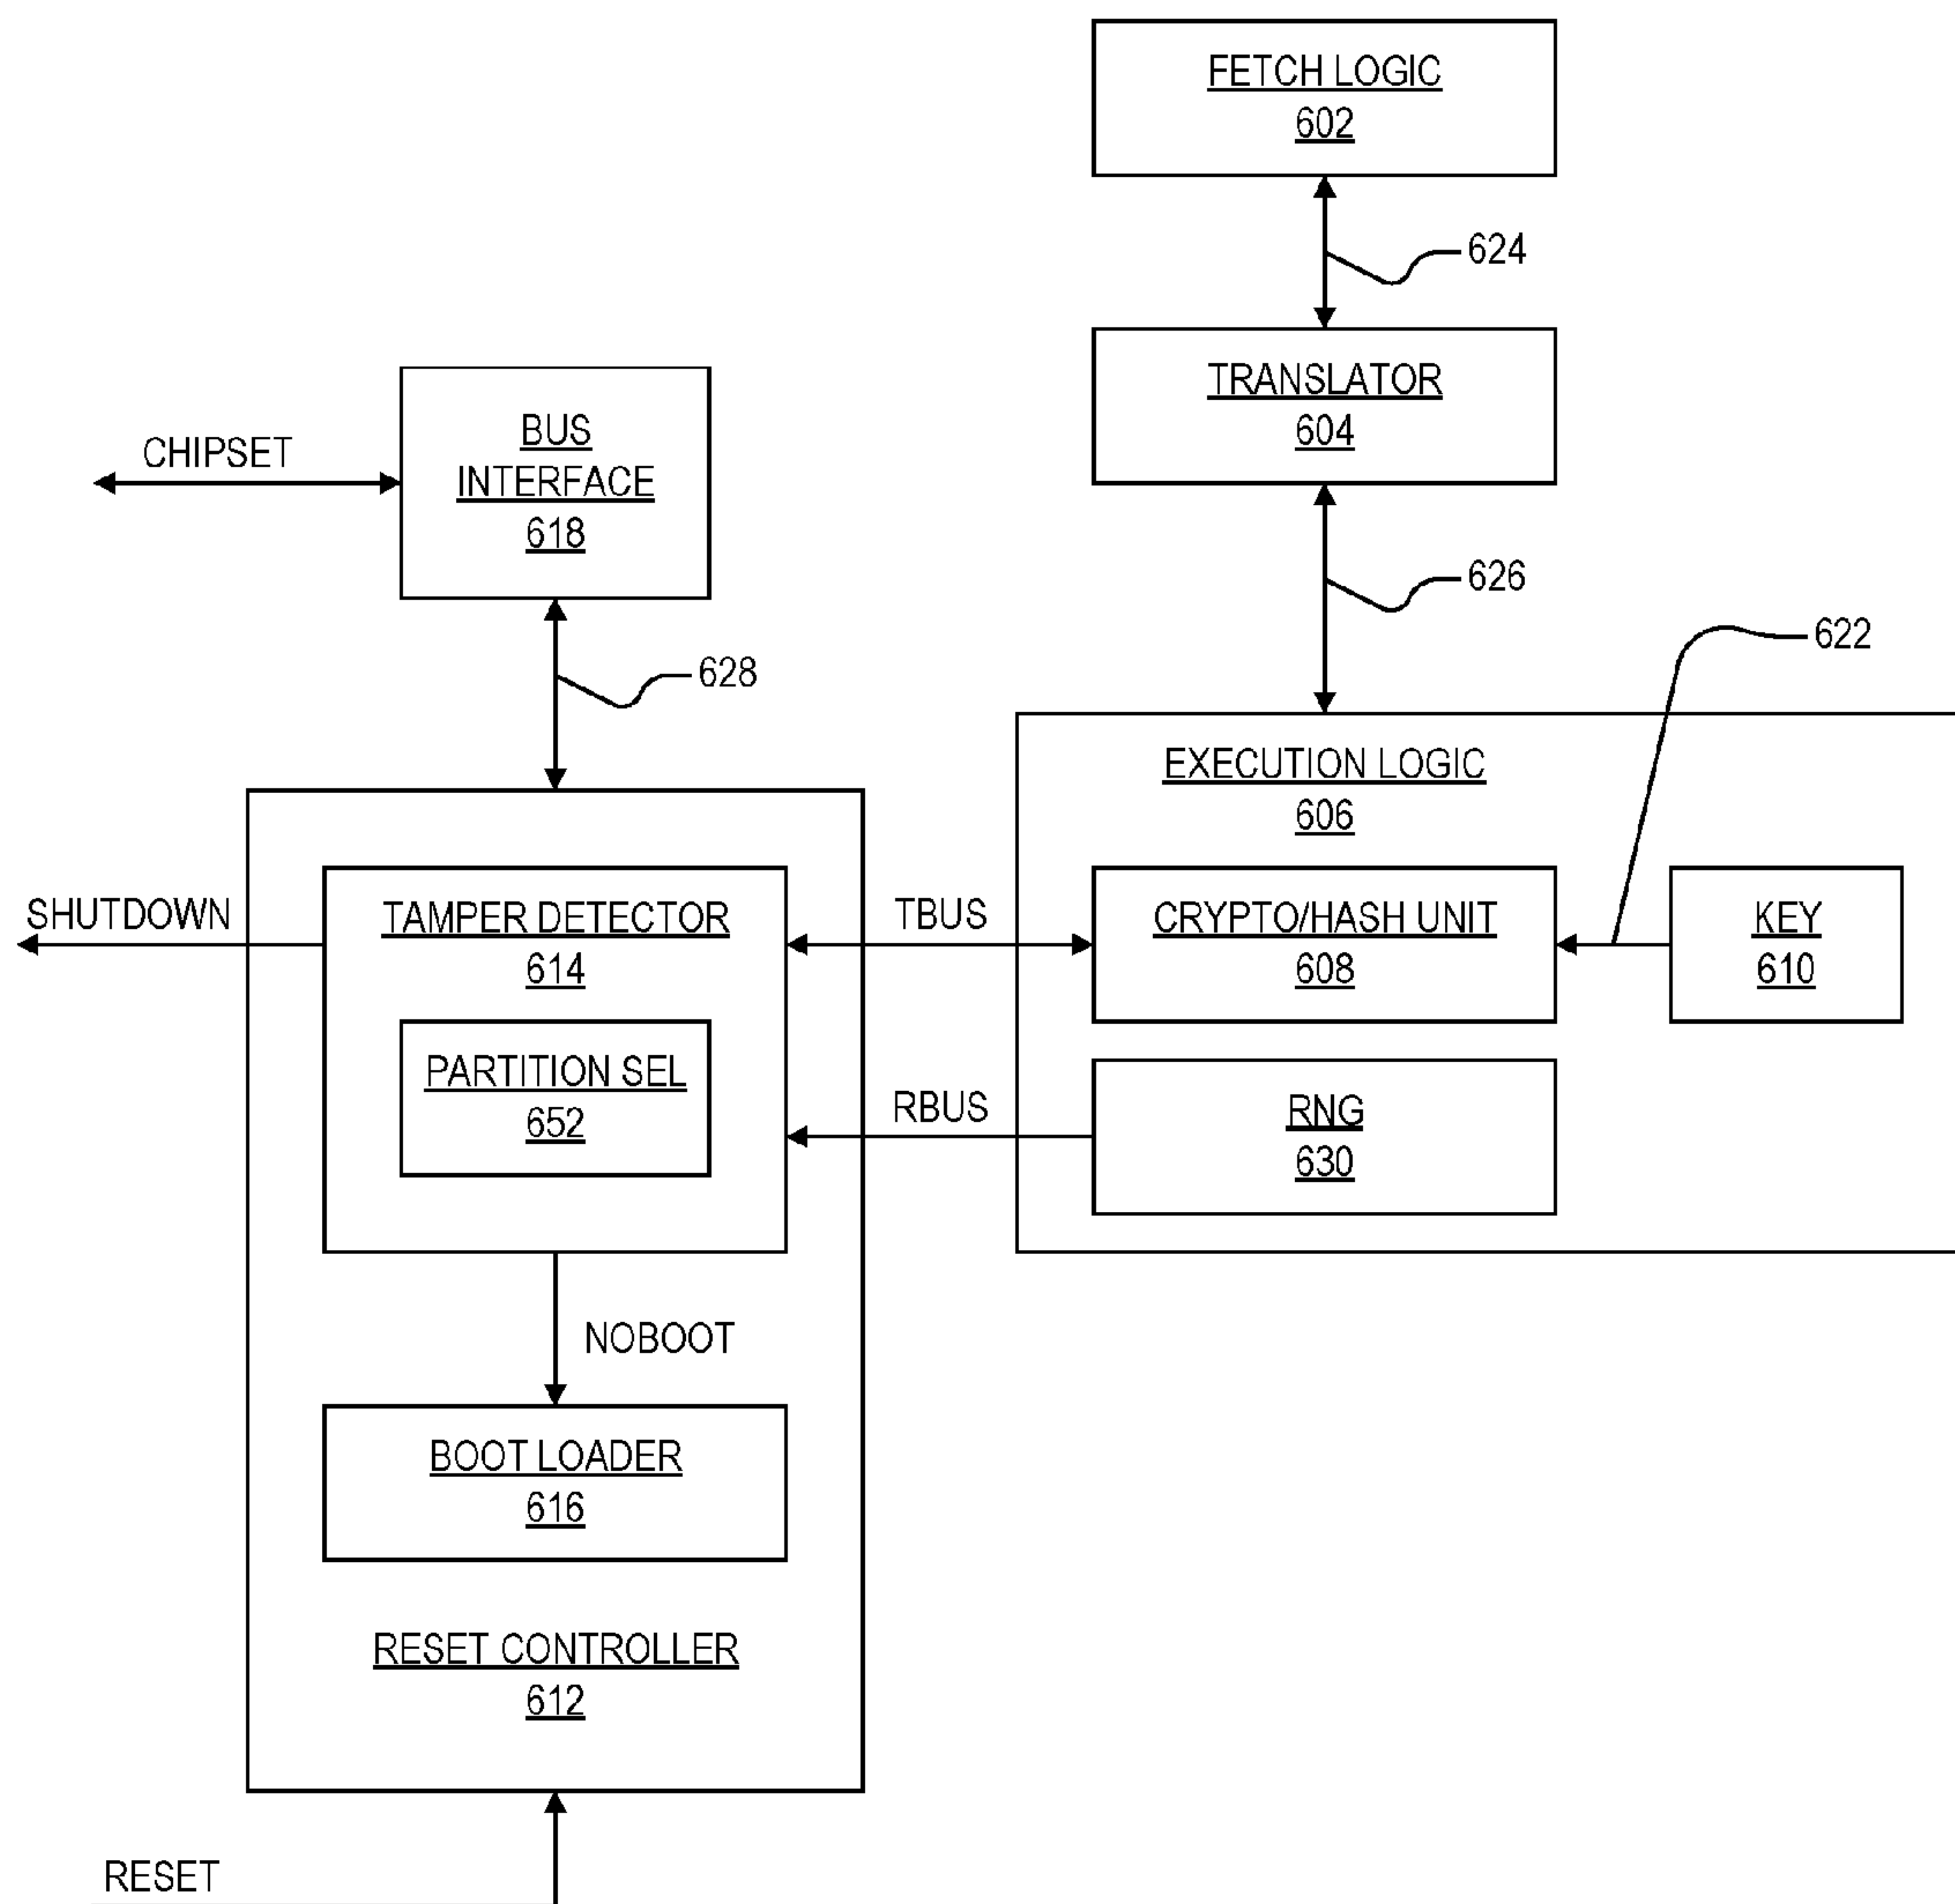 FETCH LOGIC
602
624
TRANSLATOR
604
CHIPSET
BUS
INTERFACE
618
626
622
628
EXECUTION LOGIC
606
SHUTDOWN
TAMPER DETECTOR
614
TBUS
CRYPTO/HASH UNIT
608
KEY
610
PARTITION SEL
652
RBUS
RNG
630
NOBOOT
BOOT LOADER
616
RESET CONTROLLER
612
RESET